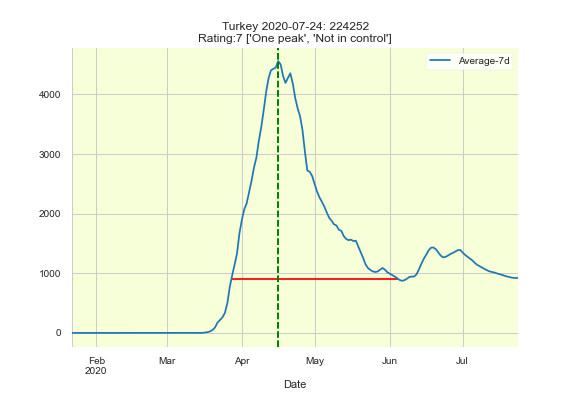 Turkey 2020-07-24: 224252
Rating:7 ['One peak', 'Not in control']
Average-7d
4000
3000
2000
1000
0
Feb
2020
Mar
Apr
May
Jun
Jul
Date